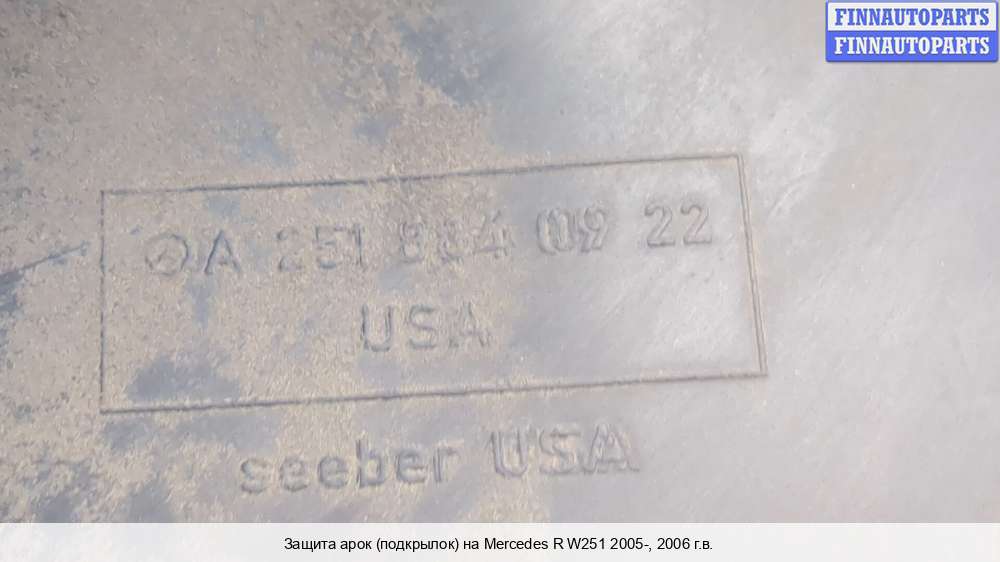 FINNAUTOPARTS
FINNAUTOPARTS
A 251 884 09 22
USA
seeber USA
Защита арок (подкрылок) на Mercedes R W251 2005-, 2006 г.в.